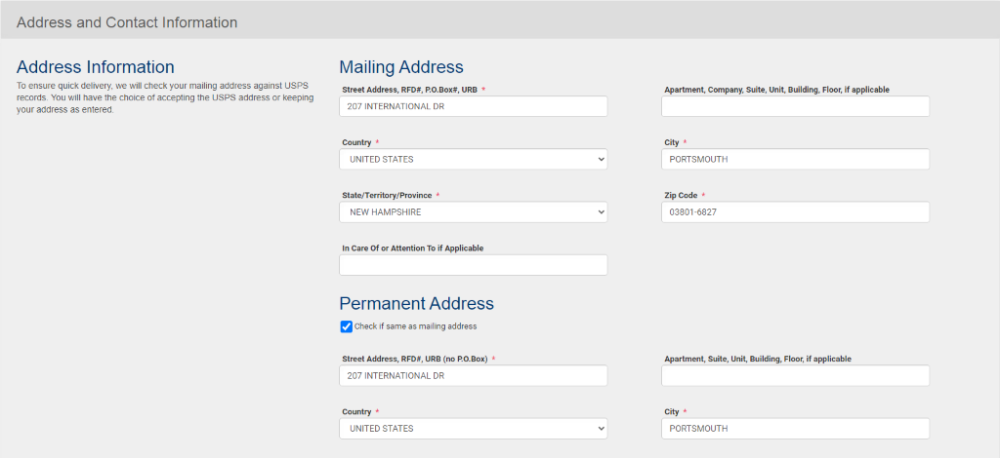 Address and Contact Information
Address Information
To ensure quick delivery, we will check your mailing address against USPS
records. You will have the choice of accepting the USPS address or keeping
your address as entered.
Mailing Address
Street Address, RFD#, P.O.Box#, URB *
Apartment, Company, Suite, Unit, Building, Floor, if applicable
207 INTERNATIONAL DR
Country *
City *
UNITED STATES
PORTSMOUTH
State/Territory/Province *
Zip Code *
NEW HAMPSHIRE
03801-6827
In Care Of or Attention To if Applicable
Permanent Address
Check if same as mailing address
Street Address, RFD#, URB (no P.O.Box) *
Apartment, Suite, Unit, Building, Floor, if applicable
207 INTERNATIONAL DR
Country *
City *
UNITED STATES
PORTSMOUTH